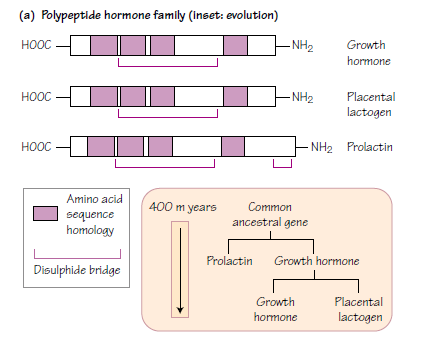 (a) Polypeptide hormone family (inset: evolution)
HOOC
NH₂
Growth
hormone
HOOC
NH₂
Placental
lactogen
HOOC
NH₂
Prolactin
Amino acid
sequence
homology
Disulphide bridge
400 m years
Common
ancestral gene
Prolactin
Growth hormone
Growth
hormone
Placental
lactogen